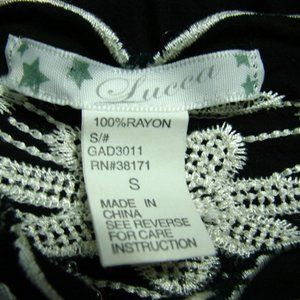 Lucca
100%RAYON
S/#
GAD3011
RN#38171
S
MADE IN
CHINA
SEE REVERSE
FOR CARE
INSTRUCTION